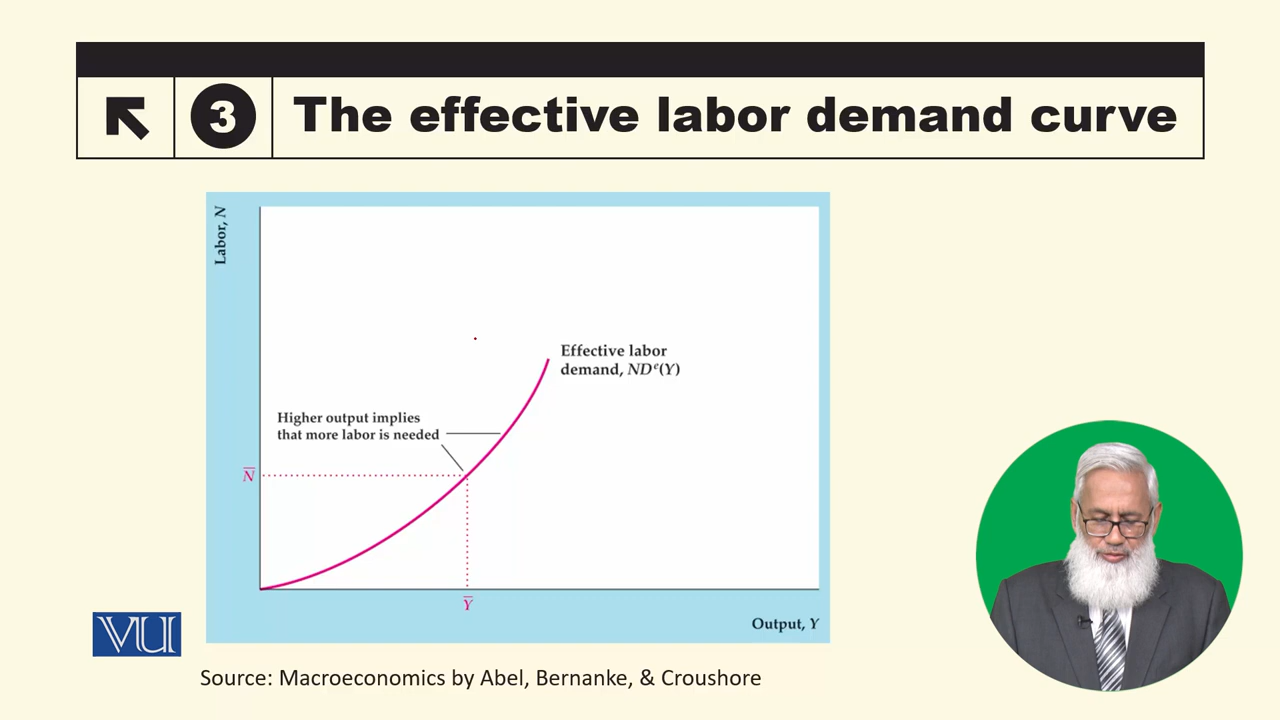 3
The effective labor demand curve
Labor, N
Effective labor
demand, NDᵉ(Y)
Higher output implies
that more labor is needed
N̅
Y̅
Output, Y
VU
Source: Macroeconomics by Abel, Bernanke, & Croushore